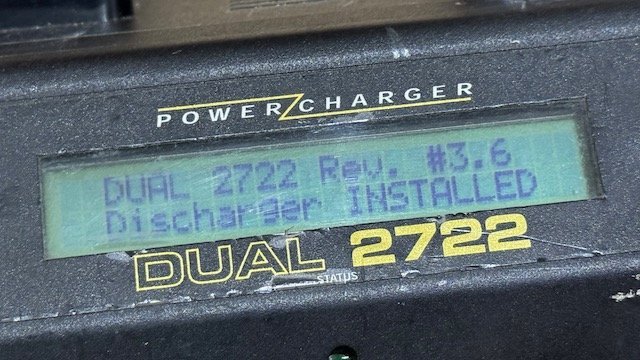 POWER CHARGER
DUAL 2722 Rev. #3.6
Discharger INSTALLED
DUAL 2722
STATUS